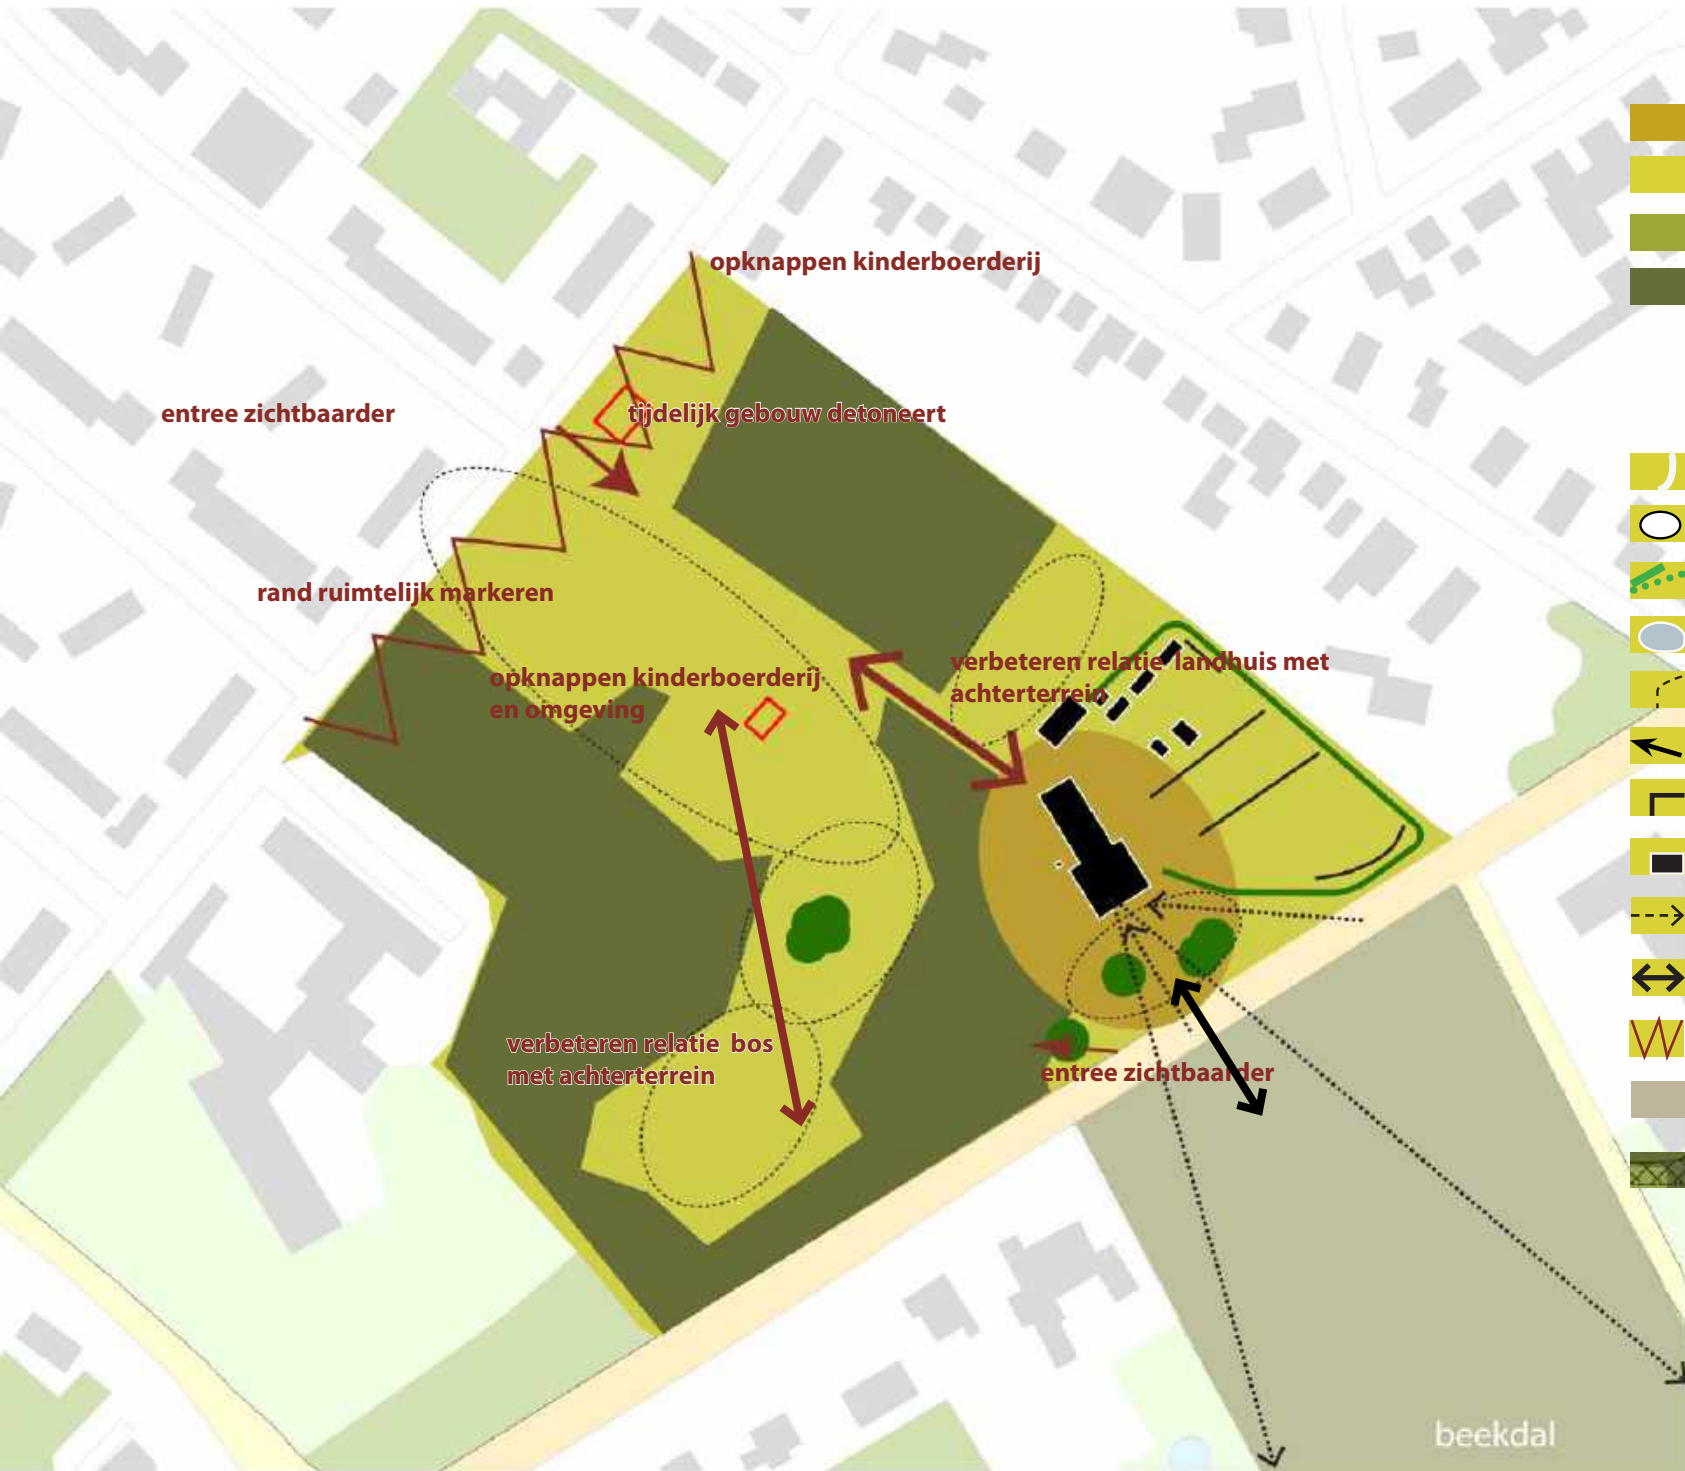 opknappen kinderboerderij
entree zichtbaarder
tijdelijk gebouw detoneert
rand ruimtelijk markeren
verbeteren relatie landhuis met
achterterrein
opknappen kinderboerderij
en omgeving
verbeteren relatie bos
met achterterrein
entree zichtbaarder
beekdal